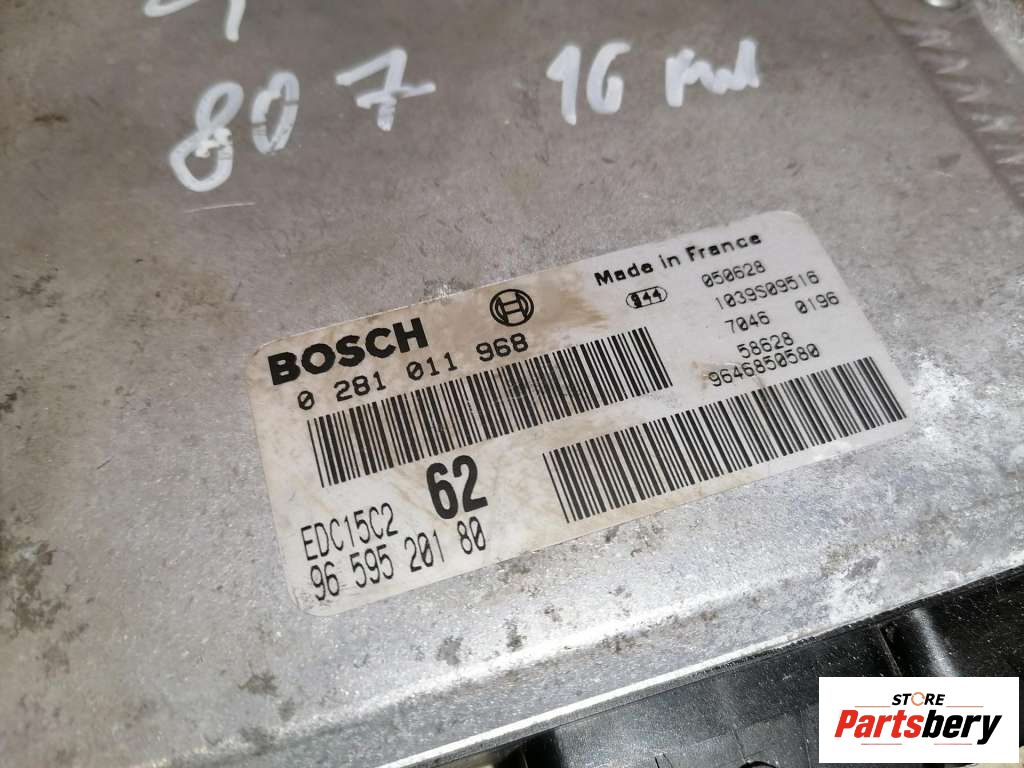 807 16
Made in France
BOSCH
0 281 011 968
944
050628
1039S09516
7046 0196
58628
9646850580
62
EDC15C2
96 595 201 80
STORE
Partsbery